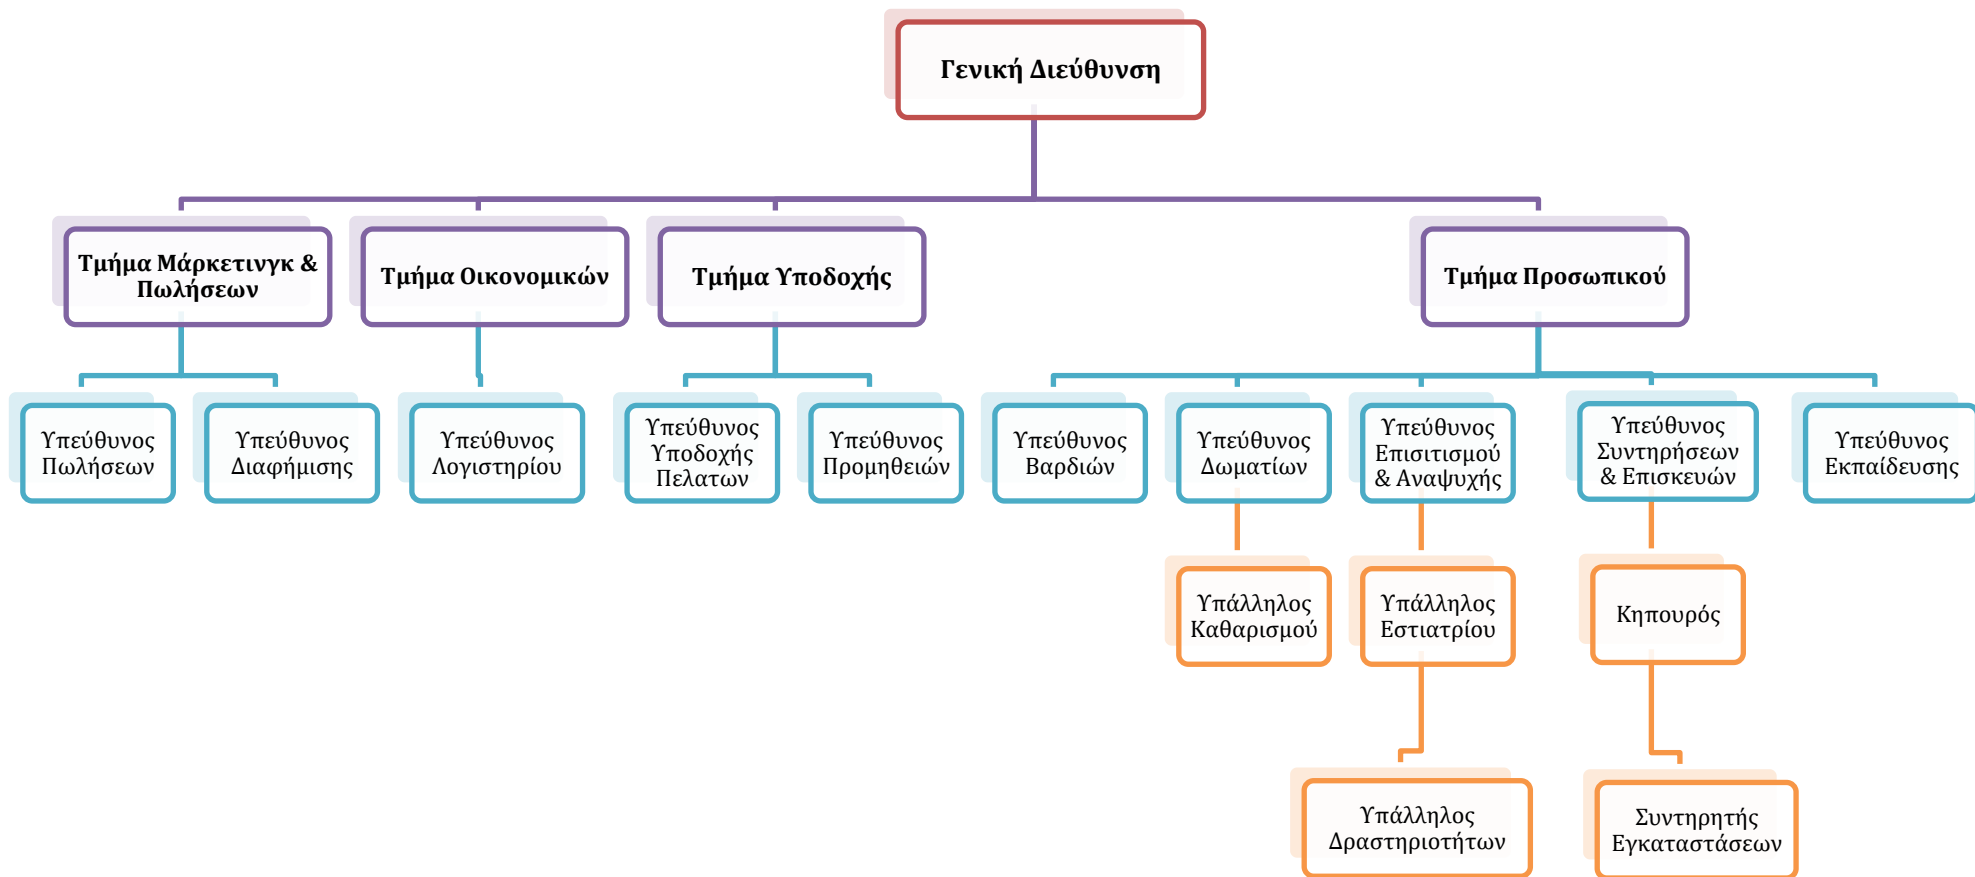 Γενική Διεύθυνση
Τμήμα Μάρκετινγκ &
Πωλήσεων
Τμήμα Οικονομικών
Τμήμα Υποδοχής
Τμήμα Προσωπικού
Υπεύθυνος
Πωλήσεων
Υπεύθυνος
Διαφήμισης
Υπεύθυνος
Λογιστηρίου
Υπεύθυνος
Υποδοχής
Πελατων
Υπεύθυνος
Προμηθειών
Υπεύθυνος
Βαρδιών
Υπεύθυνος
Δωματίων
Υπεύθυνος
Επισιτισμού
& Αναψυχής
Υπεύθυνος
Συντηρήσεων
& Επισκευών
Υπεύθυνος
Εκπαίδευσης
Υπάλληλος
Καθαρισμού
Υπάλληλος
Εστιατρίου
Κηπουρός
Υπάλληλος
Δραστηριοτήτων
Συντηρητής
Εγκαταστάσεων